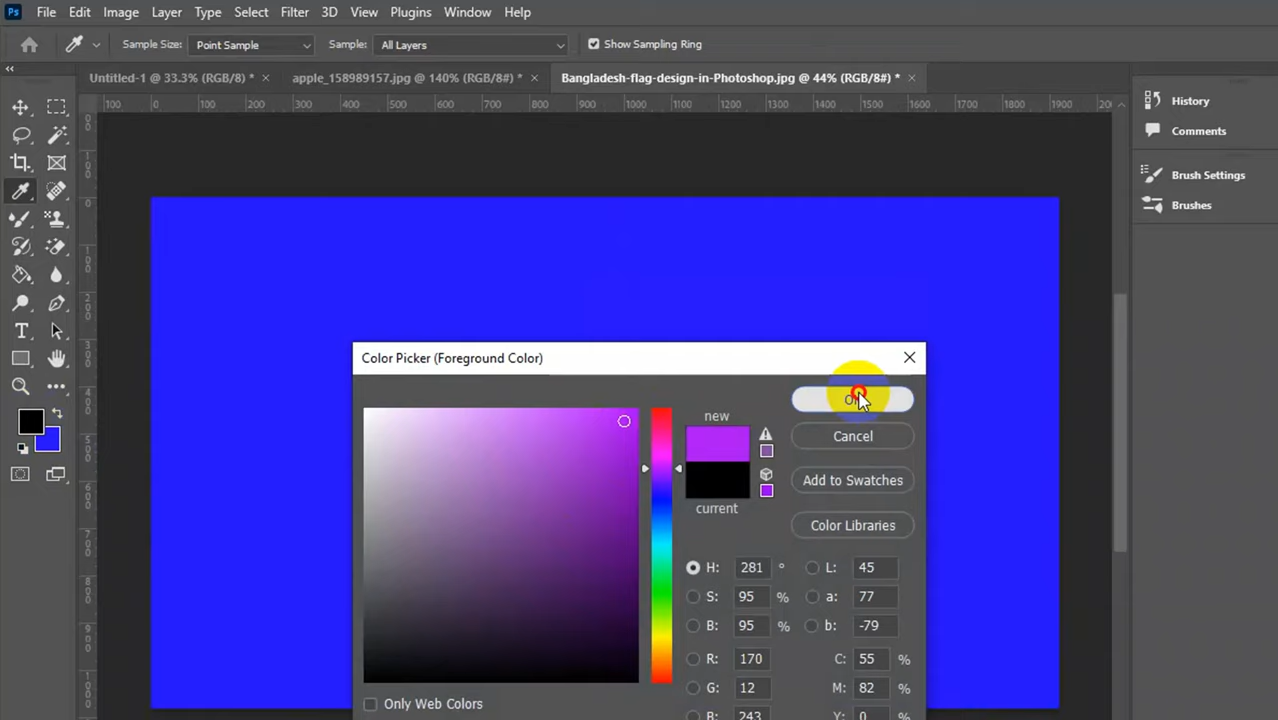 Ps File Edit Image Layer Type Select Filter 3D View Plugins Window Help
Sample Size: Point Sample Sample: All Layers Show Sampling Ring
Untitled-1 @ 33.3% (RGB/8) * × apple_158989157.jpg @ 140% (RGB/8#) * × Bangladesh-flag-design-in-Photoshop.jpg @ 44% (RGB/8#) * ×
100 0 100 200 300 400 500 600 700 800 900 1000 1100 1200 1300 1400 1500 1600 1700 1800 1900
History
Comments
Brush Settings
Brushes
Color Picker (Foreground Color)
new
current
Cancel
Add to Swatches
Color Libraries
H: 281 ° L: 45
S: 95 % a: 77
B: 95 % b: -79
R: 170 C: 55 %
G: 12 M: 82 %
Only Web Colors
B: 243 Y: 0